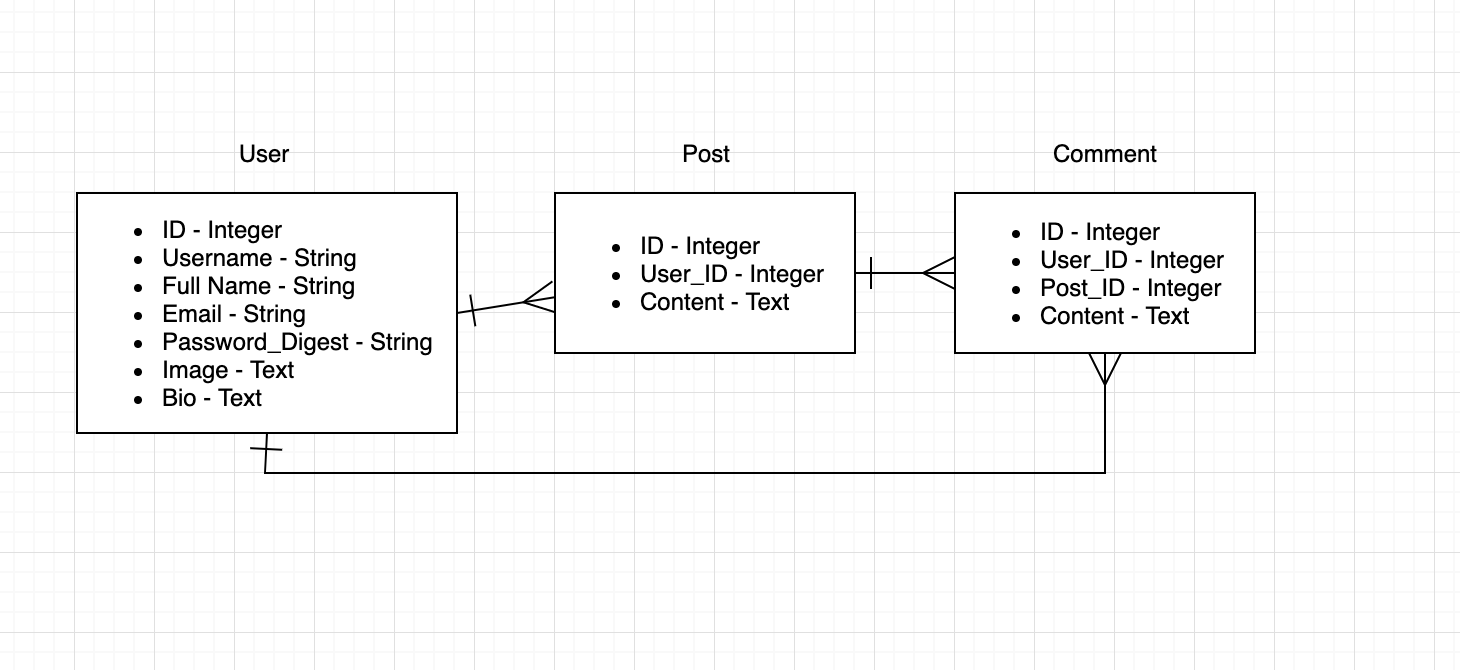 User
• ID - Integer
• Username - String
• Full Name - String
• Email - String
• Password_Digest - String
• Image - Text
• Bio - Text
Post
• ID - Integer
• User_ID - Integer
• Content - Text
Comment
• ID - Integer
• User_ID - Integer
• Post_ID - Integer
• Content - Text